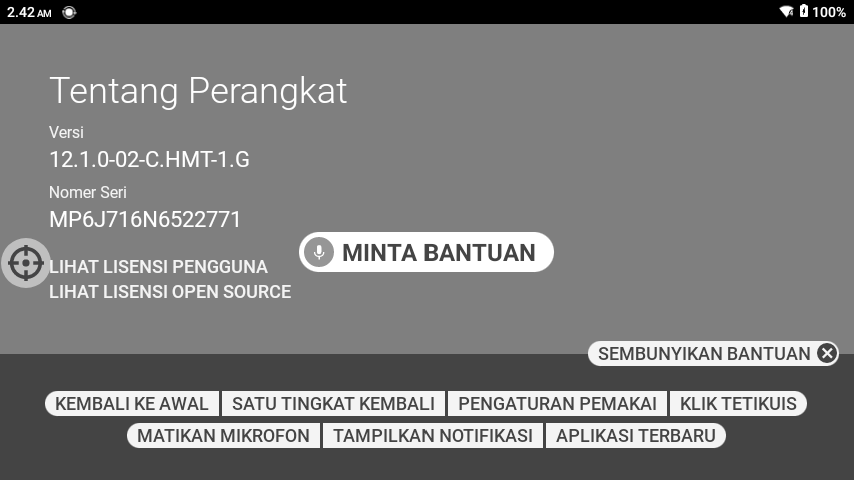 2.42 AM
100%
Tentang Perangkat
Versi
12.1.0-02-C.HMT-1.G
Nomer Seri
MP6J716N6522771
MINTA BANTUAN
LIHAT LISENSI PENGGUNA
LIHAT LISENSI OPEN SOURCE
SEMBUNYIKAN BANTUAN
KEMBALI KE AWAL SATU TINGKAT KEMBALI PENGATURAN PEMAKAI KLIK TETIKUIS
MATIKAN MIKROFON TAMPILKAN NOTIFIKASI APLIKASI TERBARU